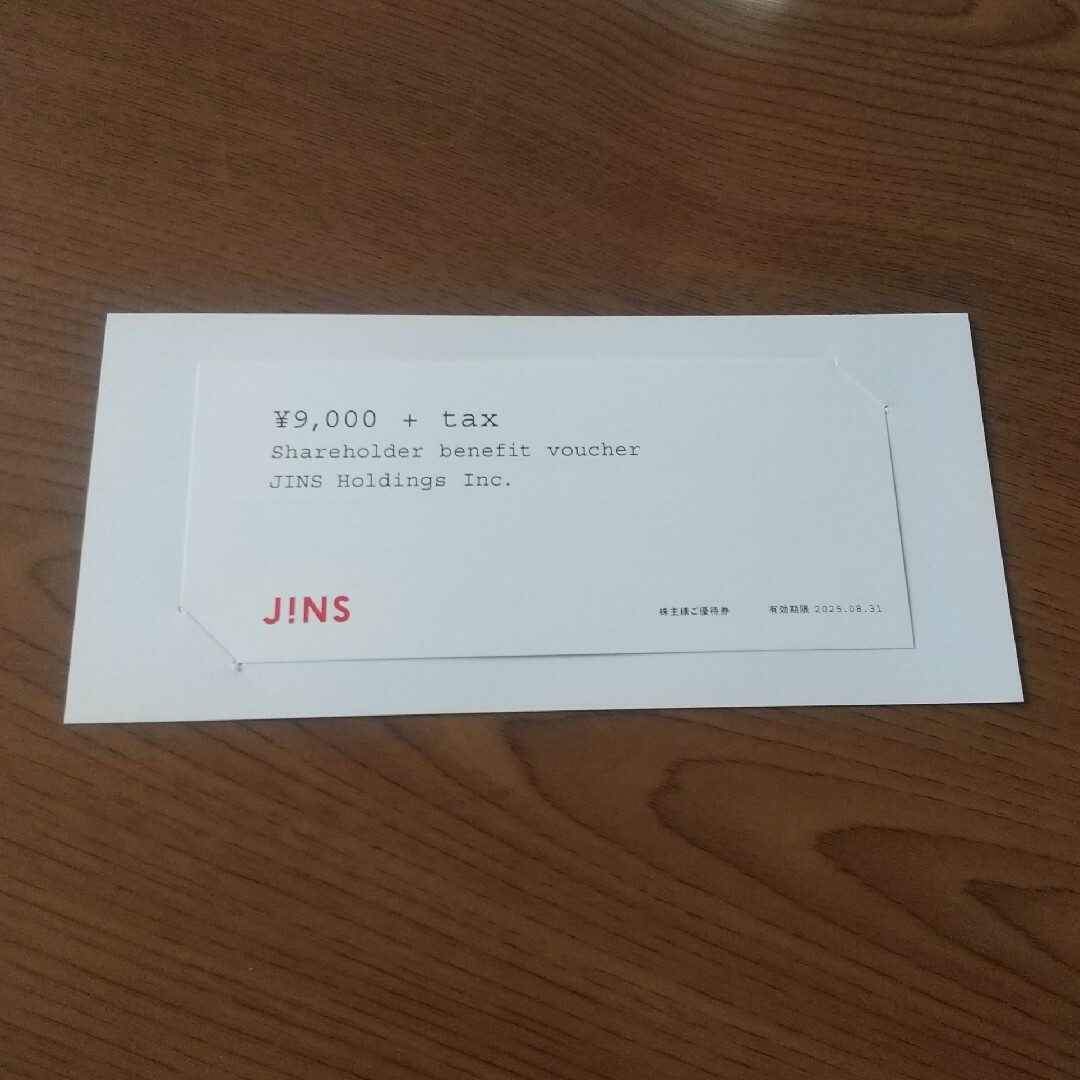 ¥9,000 + tax
Shareholder benefit voucher
JINS Holdings Inc.
J!NS
株主様ご優待券 有効期限 2025.08.31